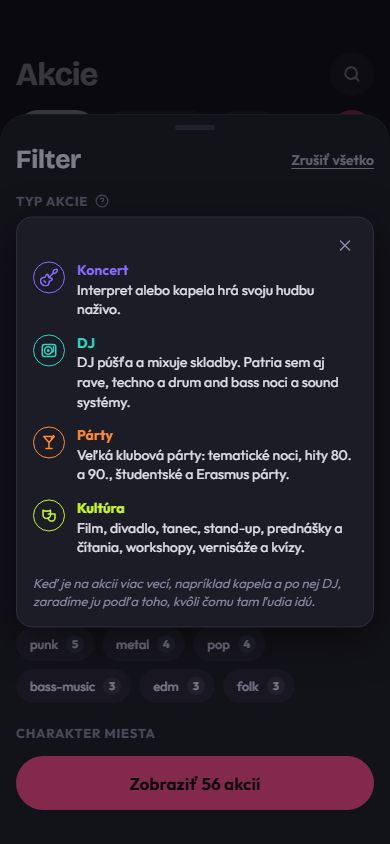 Akcie
Filter
Zrušiť všetko
TYP AKCIE
Koncert
Interpret alebo kapela hrá svoju hudbu
naživo.
DJ
DJ púšťa a mixuje skladby. Patria sem aj
rave, techno a drum and bass noci a sound
systémy.
Párty
Veľká klubová párty: tematické noci, hity 80.
a 90., študentské a Erasmus párty.
Kultúra
Film, divadlo, tanec, stand-up, prednášky a
čítania, workshopy, vernisáže a kvízy.
Keď je na akcii viac vecí, napríklad kapela a po nej DJ,
zaradíme ju podľa toho, kvôli čomu tam ľudia idú.
punk 5 metal 4 pop 4
bass-music 3 edm 3 folk 3
CHARAKTER MIESTA
Zobraziť 56 akcií